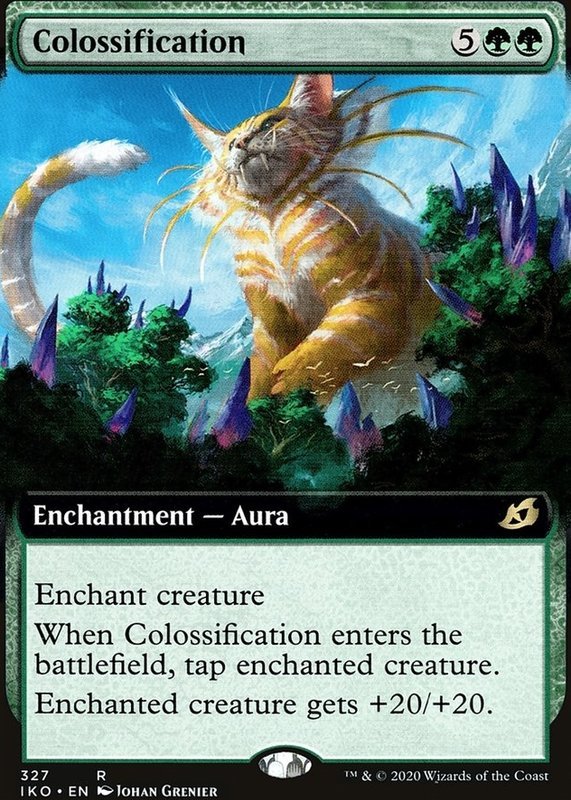 Colossification 5
Enchantment — Aura
Enchant creature
When Colossification enters the
battlefield, tap enchanted creature.
Enchanted creature gets +20/+20.
327 R
IKO • EN Johan Grenier
™ & © 2020 Wizards of the Coast